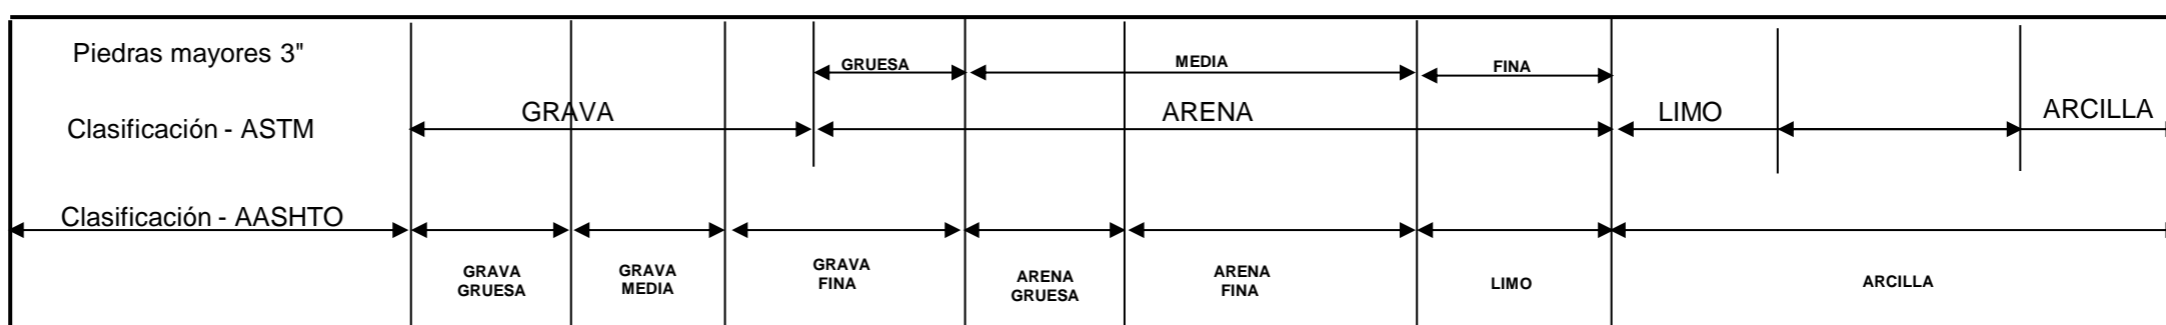 Piedras mayores 3"
GRUESA
MEDIA
FINA
Clasificación - ASTM
GRAVA
ARENA
LIMO
ARCILLA
Clasificación - AASHTO
GRAVA
GRUESA
GRAVA
MEDIA
GRAVA
FINA
ARENA
GRUESA
ARENA
FINA
LIMO
ARCILLA